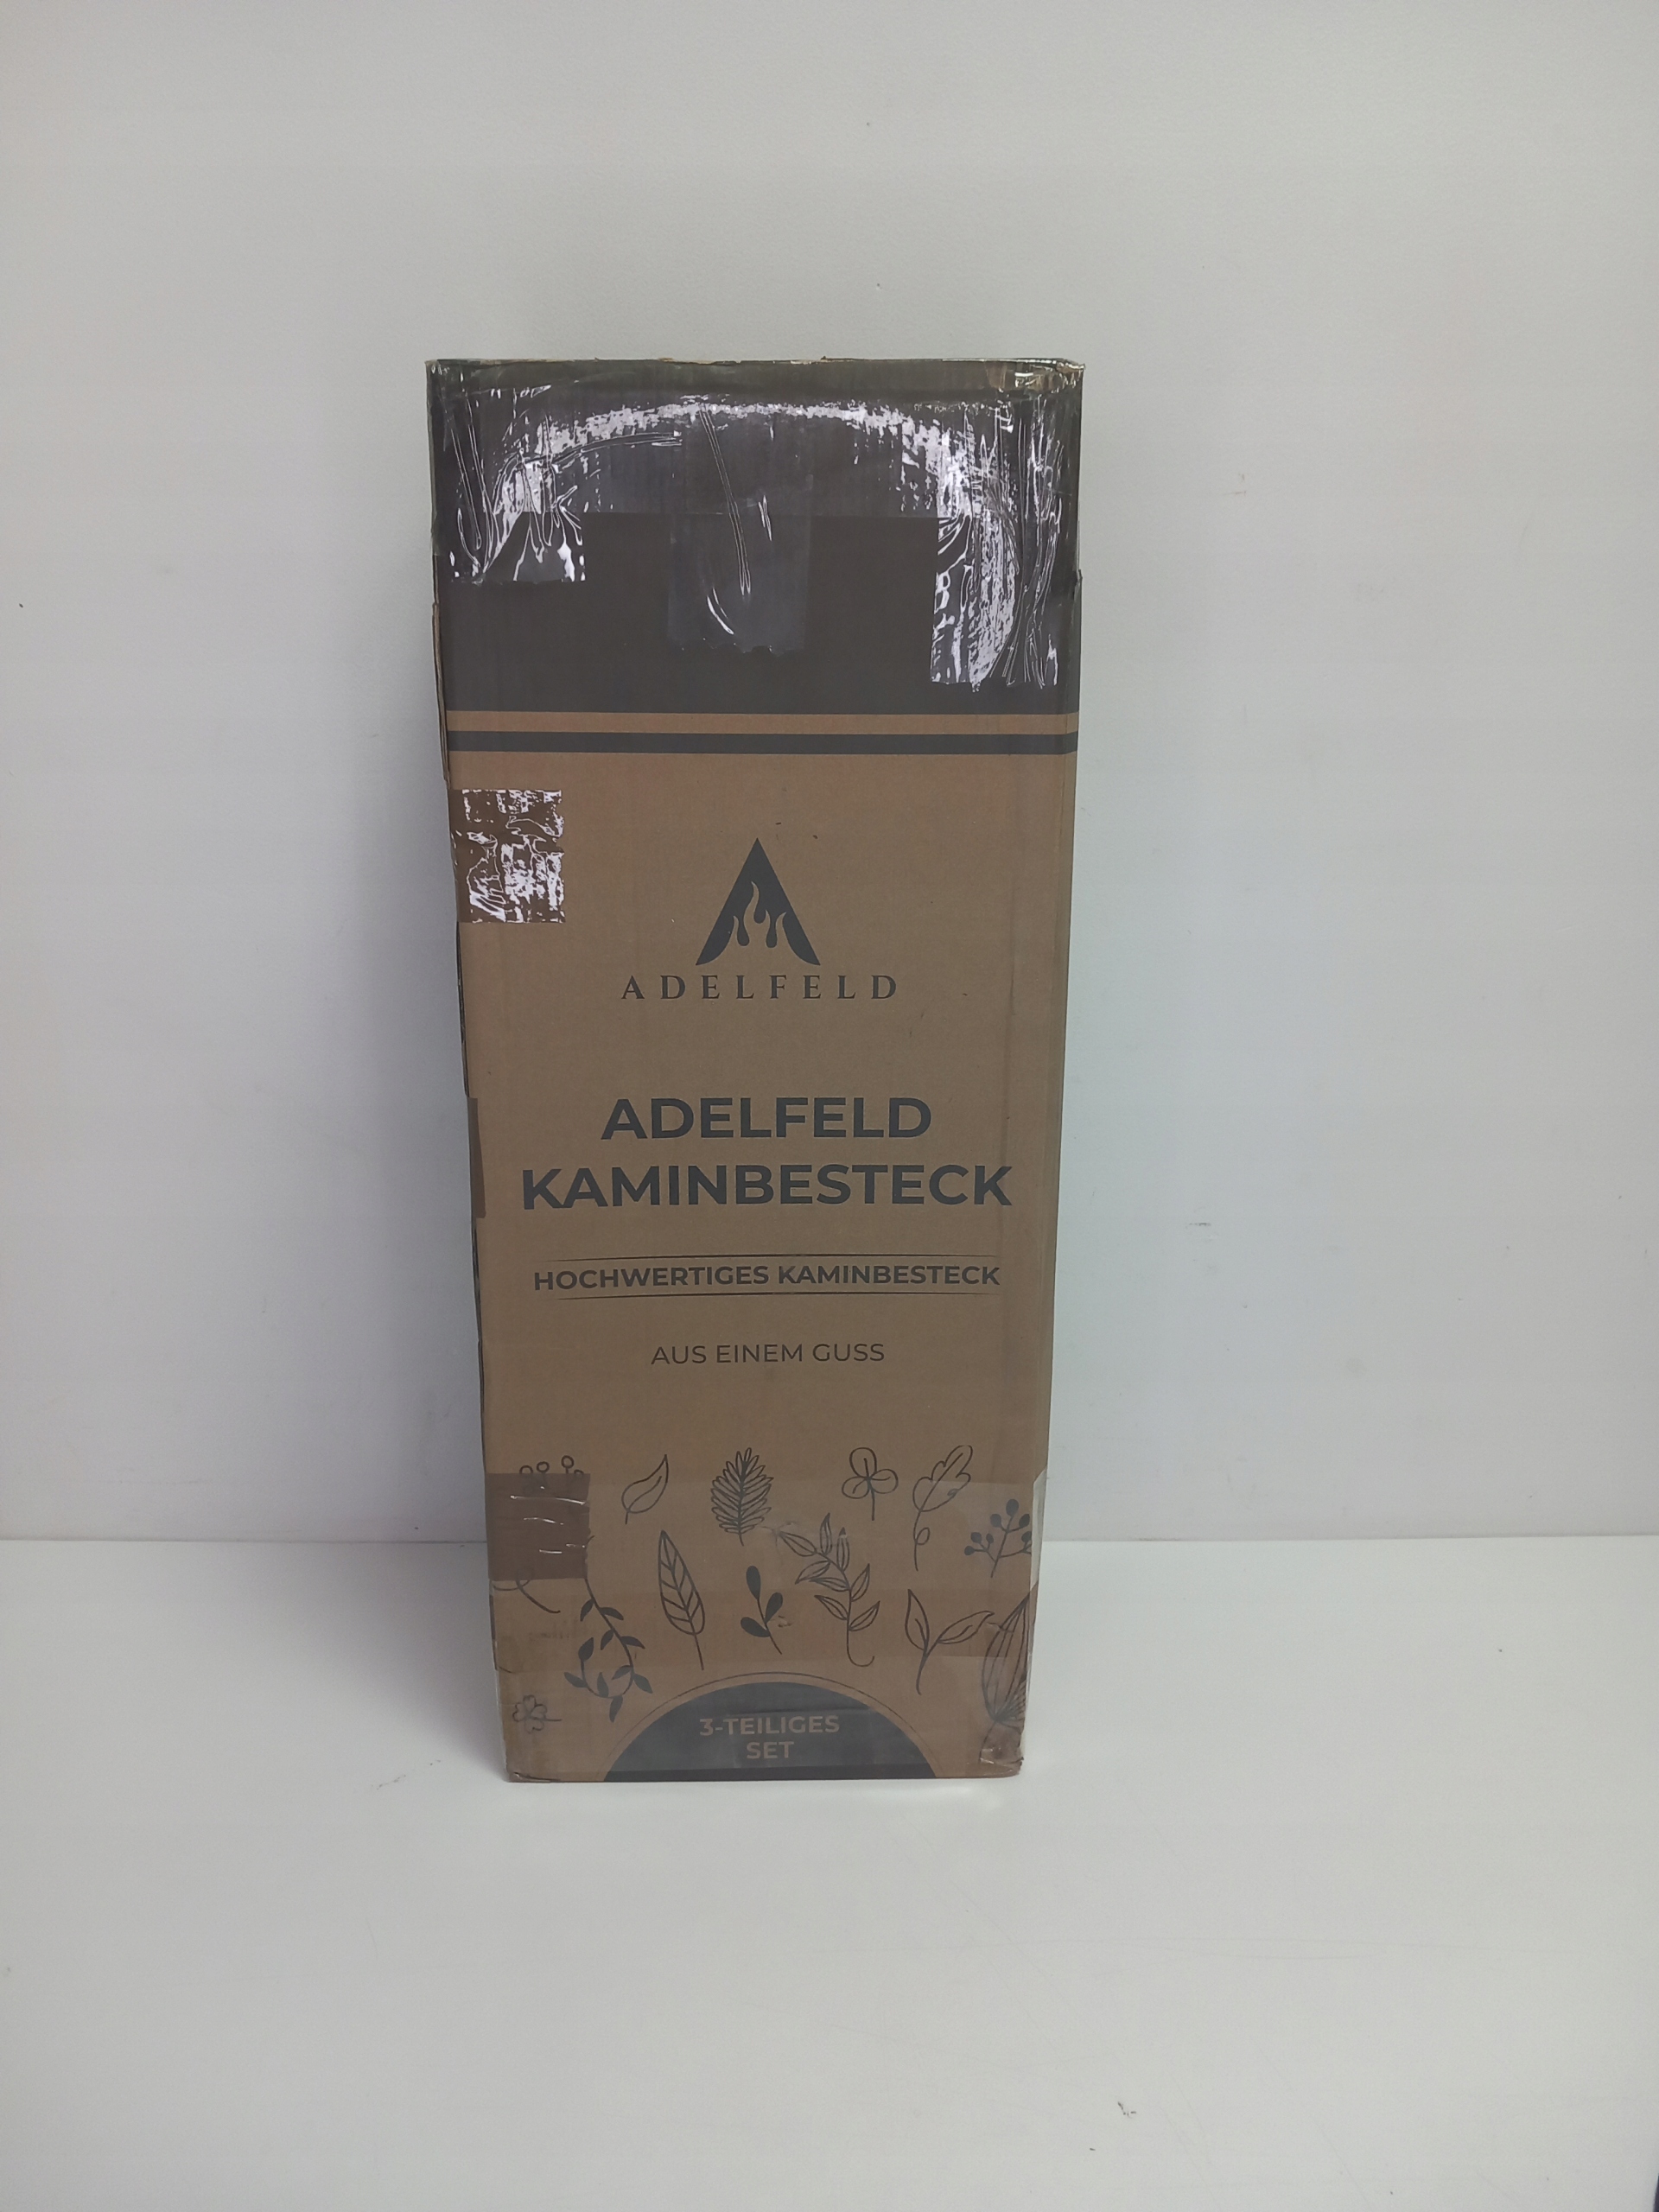 ADELFELD
ADELFELD
KAMINBESTECK
HOCHWERTIGES KAMINBESTECK
AUS EINEM GUSS
3-TEILIGES
SET